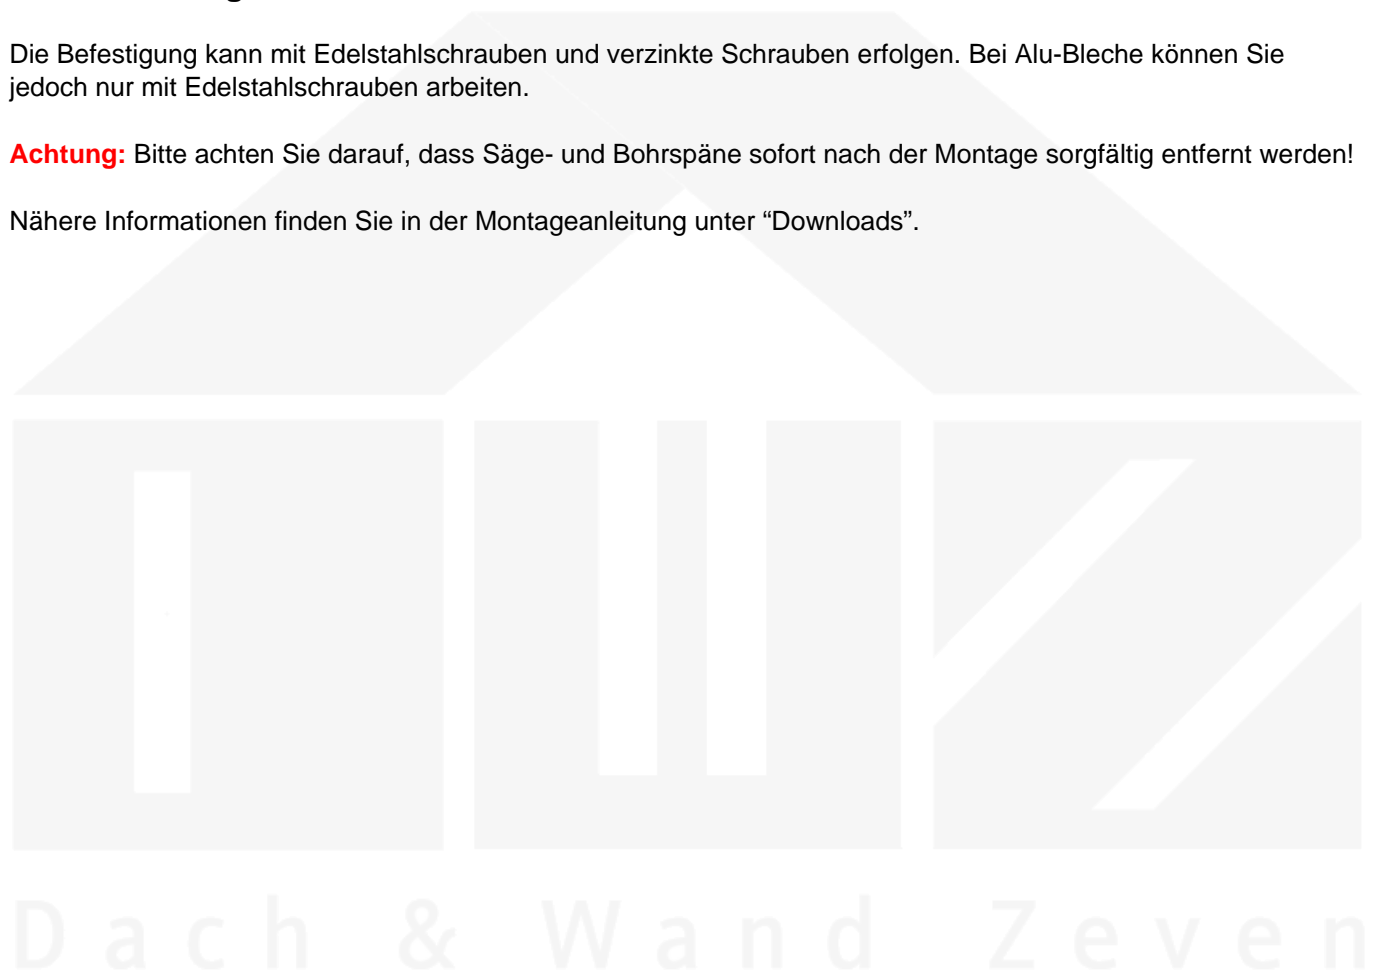 Die Befestigung kann mit Edelstahlschrauben und verzinkte Schrauben erfolgen. Bei Alu-Bleche können Sie
jedoch nur mit Edelstahlschrauben arbeiten.
Achtung: Bitte achten Sie darauf, dass Säge- und Bohrspäne sofort nach der Montage sorgfältig entfernt werden!
Nähere Informationen finden Sie in der Montageanleitung unter “Downloads”.
Dach & Wand Zeven